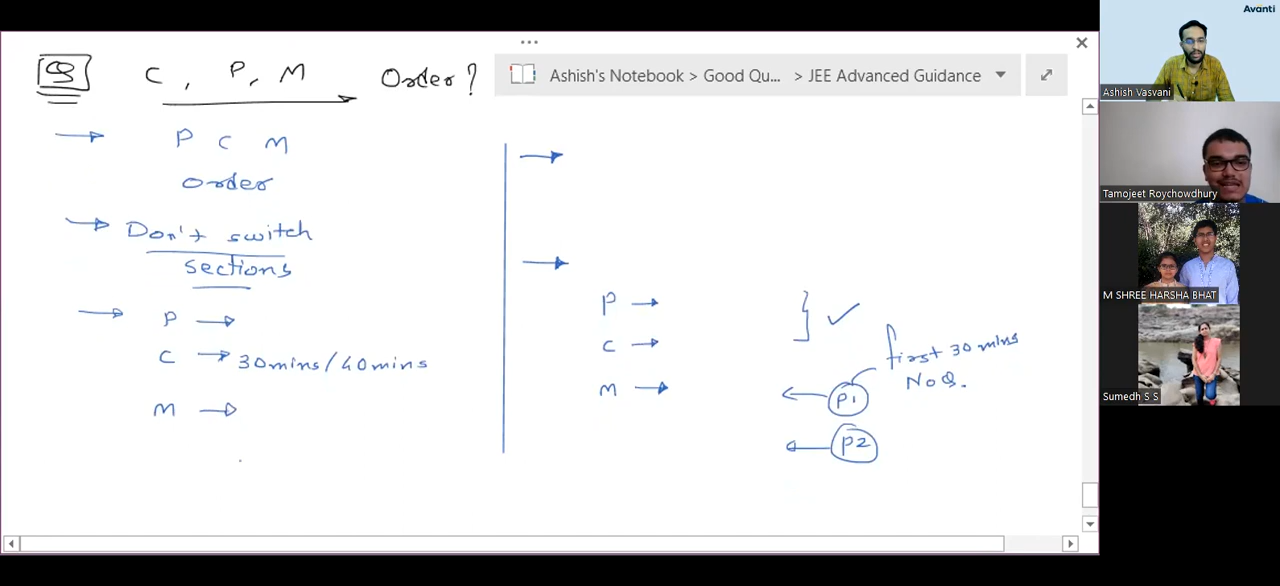 Avanti
Q3 C, P, M Order?
Ashish's Notebook > Good Qu... > JEE Advanced Guidance
Ashish Vasvani
P C M
Order
Don't switch
sections
P →
C → 30mins/40mins
M →
P →
C →
M →
first 30 mins
No Q.
P1
P2
Tamojeet Roychowdhury
M SHREE HARSHA BHAT
Sumedh S S